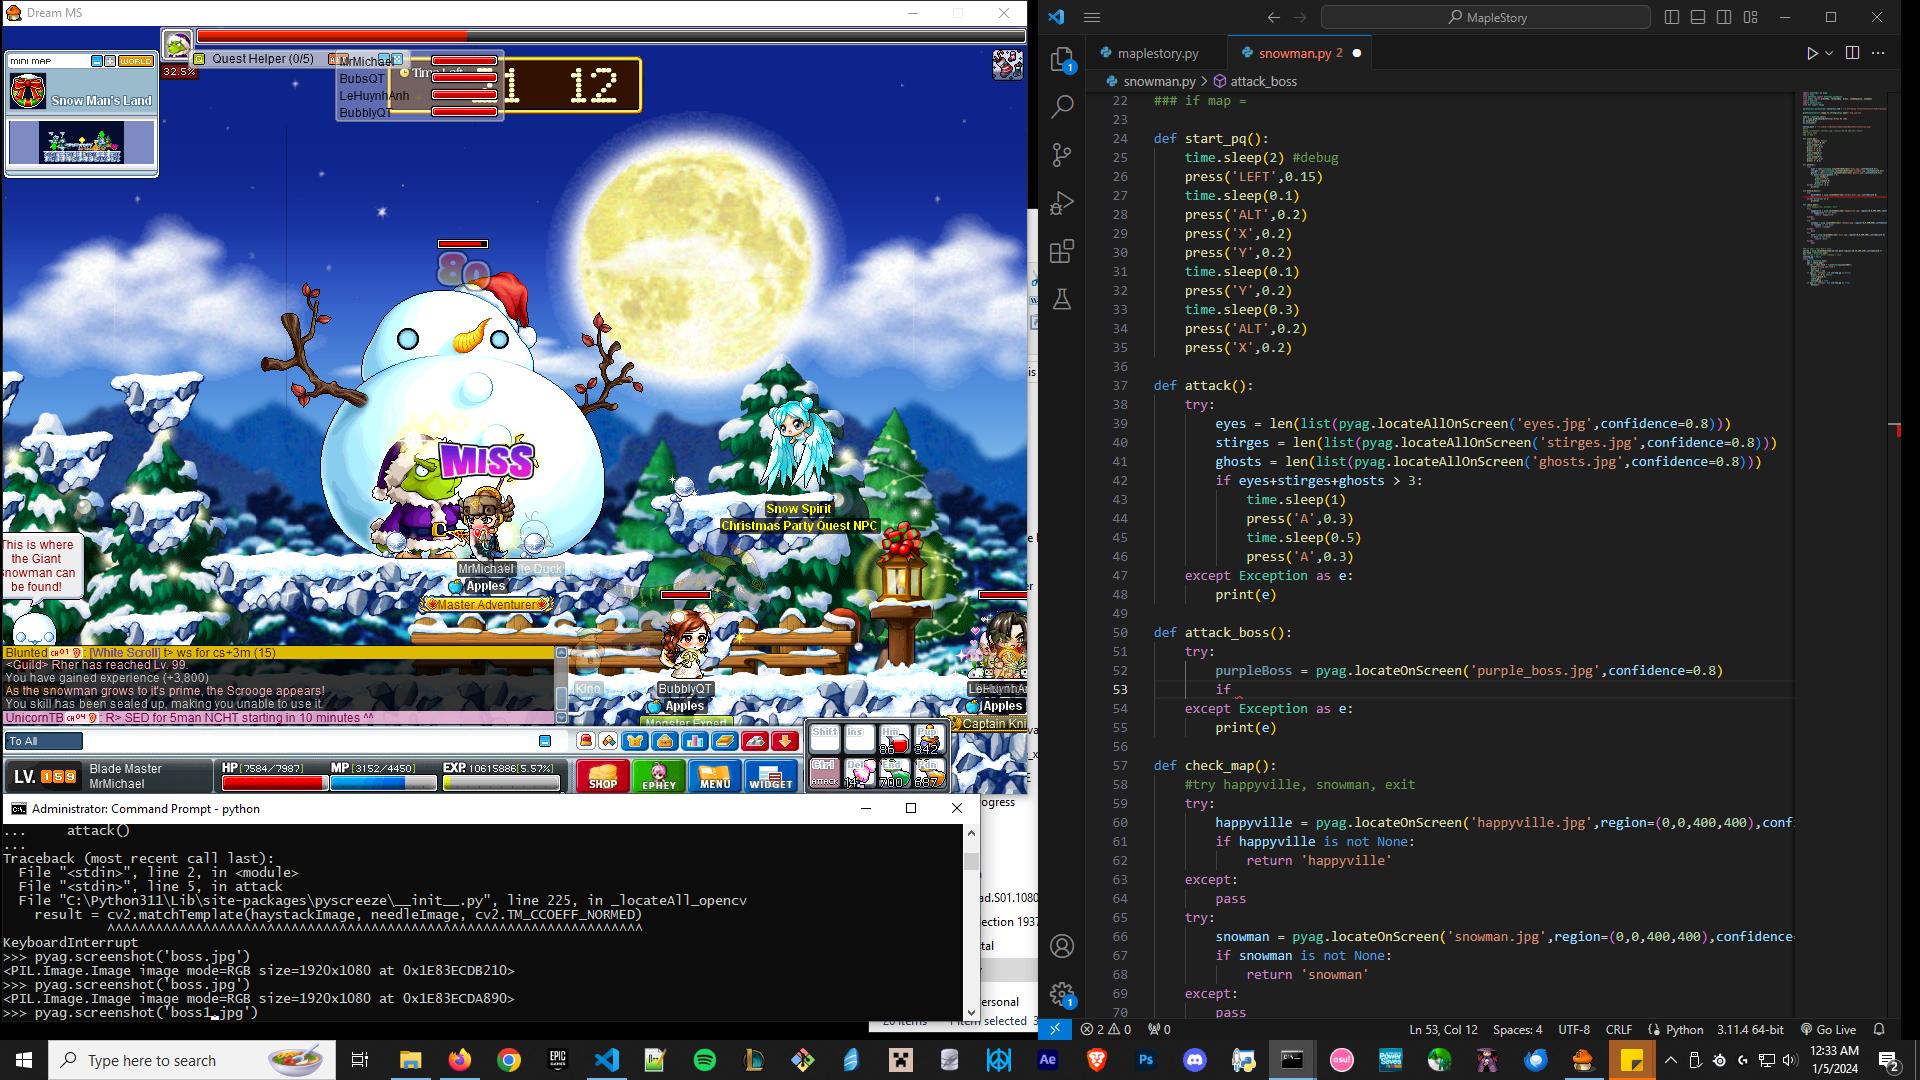 Dream MS
MINI MAP
WORLD
Snow Man's Land
32.5%
Quest Helper (0/5)
MrMichael
BubsQT
LeHuynhAnh
BubblyQT
12
MISS
Snow Spirit
Christmas Party Quest NPC
This is where
the Giant
Snowman can
be found!
MrMichael
Apples
Master Adventurer
BubblyQT
Apples
Monster Expert
Apples
Blunted CH 01 : [White Scroll] t> ws for cs+3m (15)
<Guild> Rher has reached Lv. 99.
You have gained experience (+3,800)
As the snowman grows to it's prime, the Scrooge appears!
You skill has been sealed up, making you unable to use it.
UnicornTB CH 04 : R> SED for 5man NCHT starting in 10 minutes ^^
To All
LV. 159
Blade Master
MrMichael
HP[7584/7987]
MP[3152/4450]
EXP. 10615886[5.57%]
SHOP
EPHEY
MENU
WIDGET
Shift
Ins
Hm
Pup
Ctrl
Del
End
Pdn
Administrator: Command Prompt - python
...     attack()
...
Traceback (most recent call last):
  File "<stdin>", line 2, in <module>
  File "<stdin>", line 5, in attack
  File "C:\Python311\Lib\site-packages\pyscreeze\__init__.py", line 225, in _locateAll_opencv
    result = cv2.matchTemplate(haystackImage, needleImage, cv2.TM_CCOEFF_NORMED)
KeyboardInterrupt
>>> pyag.screenshot('boss.jpg')
<PIL.Image.Image image mode=RGB size=1920x1080 at 0x1E83ECDB210>
>>> pyag.screenshot('boss.jpg')
<PIL.Image.Image image mode=RGB size=1920x1080 at 0x1E83ECDA890>
>>> pyag.screenshot('boss1.jpg')
MapleStory
maplestory.py
snowman.py 2
snowman.py > attack_boss
22 ### if map =
23
24 def start_pq():
25     time.sleep(2) #debug
26     press('LEFT',0.15)
27     time.sleep(0.1)
28     press('ALT',0.2)
29     press('X',0.2)
30     press('Y',0.2)
31     time.sleep(0.1)
32     press('Y',0.2)
33     time.sleep(0.3)
34     press('ALT',0.2)
35     press('X',0.2)
36
37 def attack():
38     try:
39         eyes = len(list(pyag.locateAllOnScreen('eyes.jpg',confidence=0.8)))
40         stirges = len(list(pyag.locateAllOnScreen('stirges.jpg',confidence=0.8)))
41         ghosts = len(list(pyag.locateAllOnScreen('ghosts.jpg',confidence=0.8)))
42         if eyes+stirges+ghosts > 3:
43             time.sleep(1)
44             press('A',0.3)
45             time.sleep(0.5)
46             press('A',0.3)
47     except Exception as e:
48         print(e)
49
50 def attack_boss():
51     try:
52         purpleBoss = pyag.locateOnScreen('purple_boss.jpg',confidence=0.8)
53         if
54     except Exception as e:
55         print(e)
56
57 def check_map():
58     #try happyville, snowman, exit
59     try:
60         happyville = pyag.locateOnScreen('happyville.jpg',region=(0,0,400,400),conf
61         if happyville is not None:
62             return 'happyville'
63     except:
64         pass
65     try:
66         snowman = pyag.locateOnScreen('snowman.jpg',region=(0,0,400,400),confidence
67         if snowman is not None:
68             return 'snowman'
69     except:
70         pass
ogress
ad.S01.1080
ection 1937
tal
ersonal
2 0
0
Ln 53, Col 12
Spaces: 4
UTF-8
CRLF
Python
3.11.4 64-bit
Go Live
Type here to search
EPIC GAMES
Ae
Ps
osu!
12:33 AM
1/5/2024
2